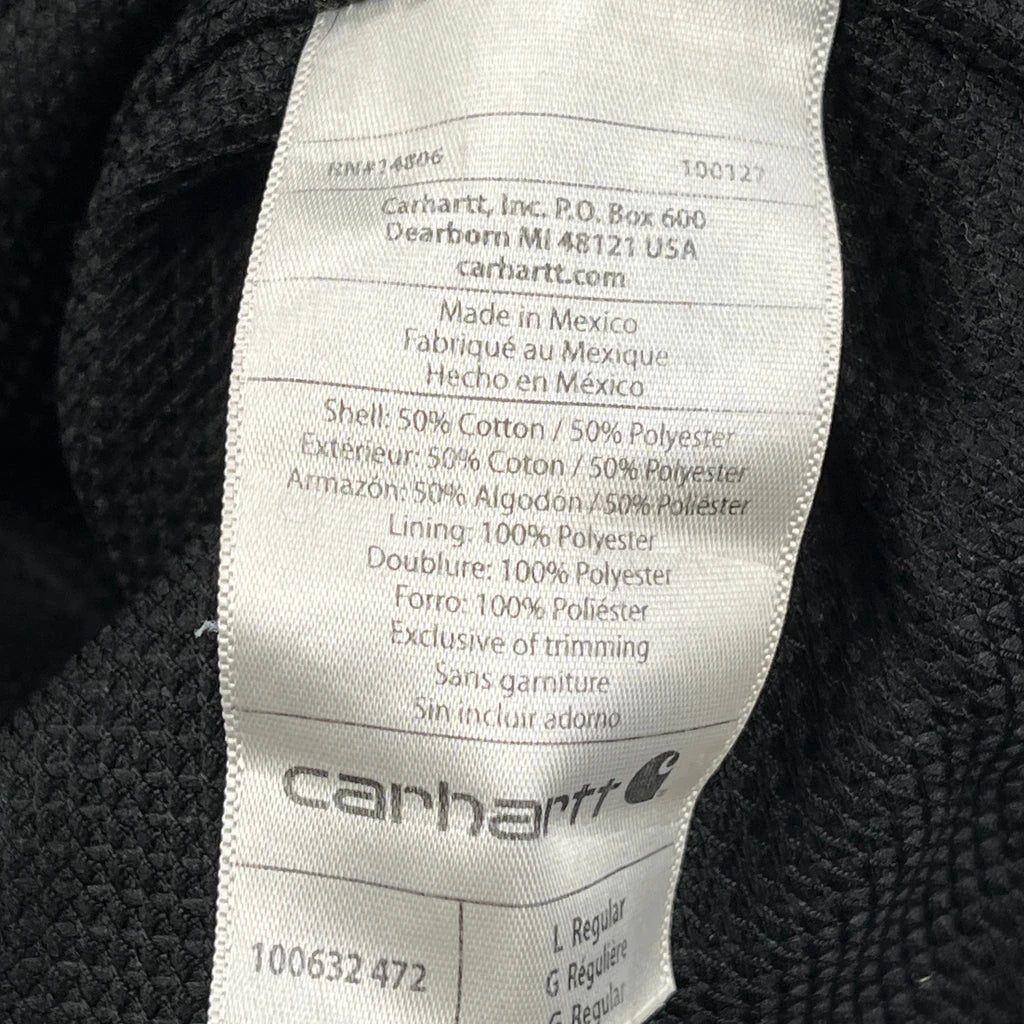 RN#14806 100127
Carhartt, Inc. P.O. Box 600
Dearborn MI 48121 USA
carhartt.com
Made in Mexico
Fabriqué au Mexique
Hecho en México
Shell: 50% Cotton / 50% Polyester
Extérieur: 50% Coton / 50% Polyester
Armazón: 50% Algodón / 50% Poliéster
Lining: 100% Polyester
Doublure: 100% Polyester
Forro: 100% Poliéster
Exclusive of trimming
Sans garniture
Sin incluir adorno
carhartt
100632 472
L Regular
G Régulière
G Regular